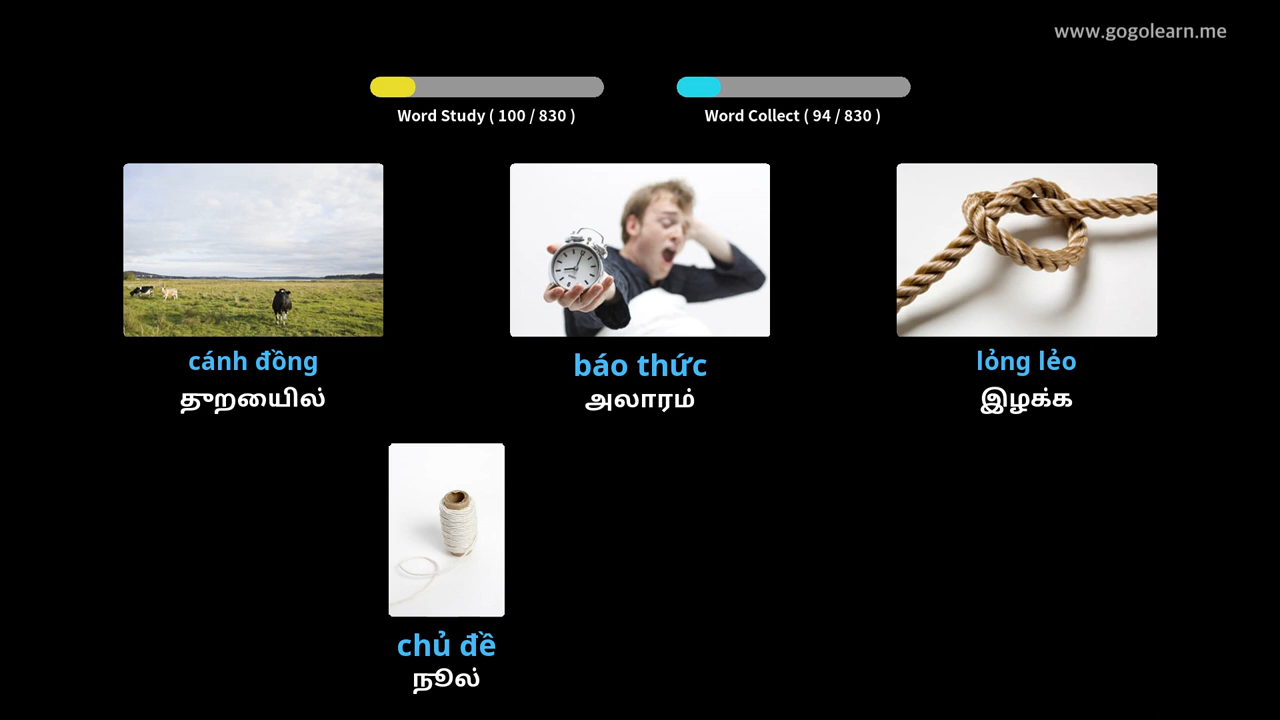 www.gogolearn.me
Word Study ( 100 / 830 )
Word Collect ( 94 / 830 )
cánh đồng
துறையில்
báo thức
அலாரம்
lỏng lẻo
இழக்க
chủ đề
நூல்